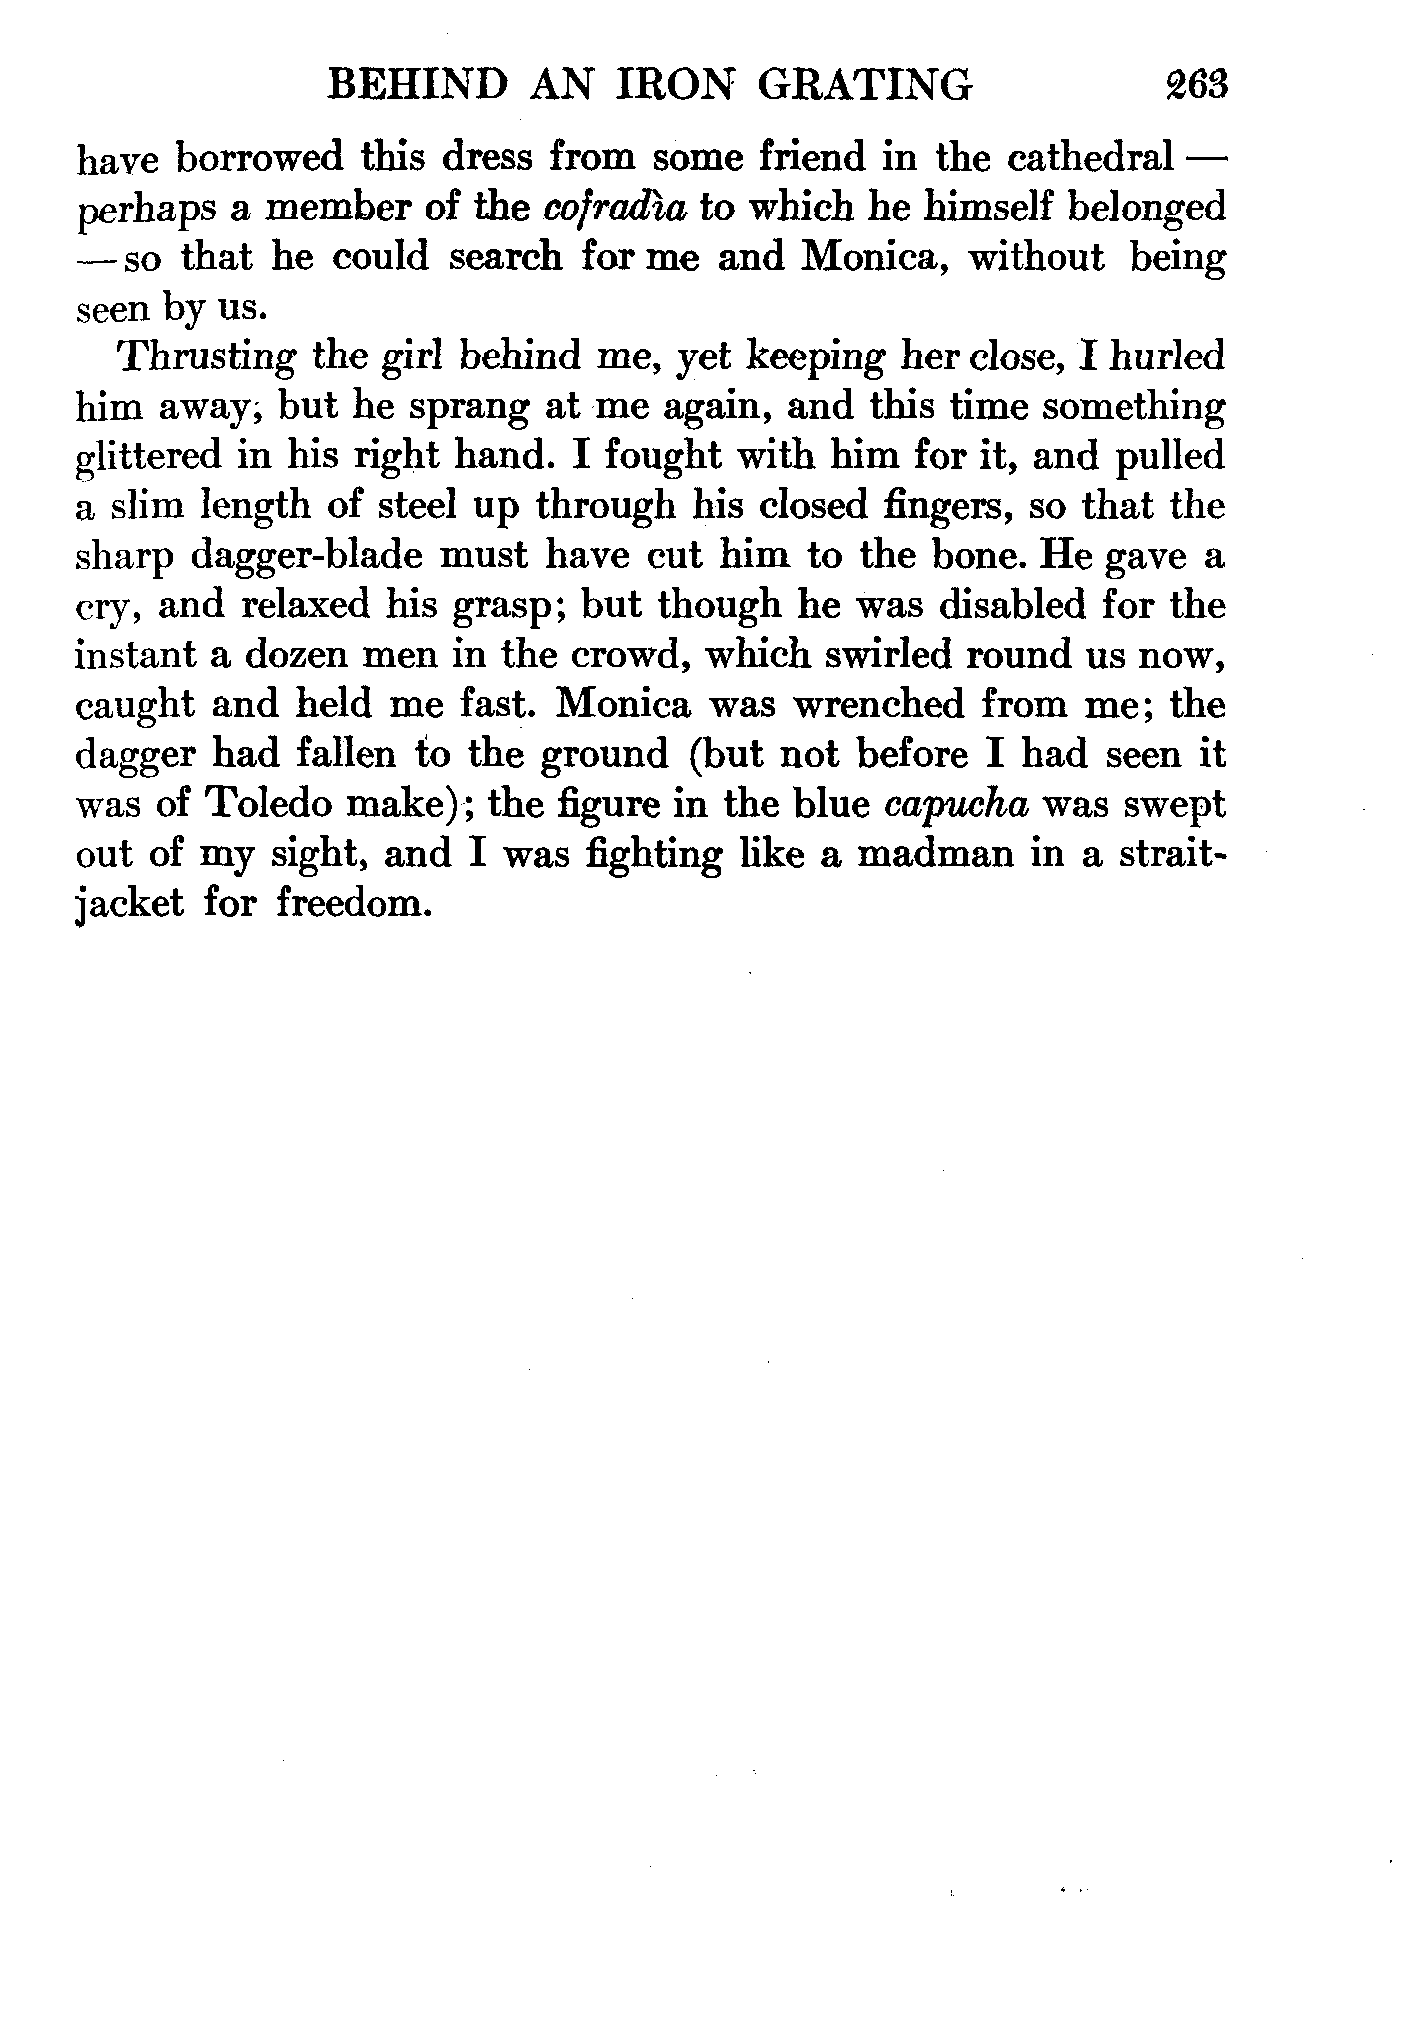 BEHIND AN IRON GRATING 263
have borrowed this dress from some friend in the cathedral —
perhaps a member of the cofradìa to which he himself belonged
— so that he could search for me and Monica, without being
seen by us.
Thrusting the girl behind me, yet keeping her close, I hurled
him away; but he sprang at me again, and this time something
glittered in his right hand. I fought with him for it, and pulled
a slim length of steel up through his closed fingers, so that the
sharp dagger-blade must have cut him to the bone. He gave a
cry, and relaxed his grasp; but though he was disabled for the
instant a dozen men in the crowd, which swirled round us now,
caught and held me fast. Monica was wrenched from me; the
dagger had fallen to the ground (but not before I had seen it
was of Toledo make); the figure in the blue capucha was swept
out of my sight, and I was fighting like a madman in a strait-
jacket for freedom.